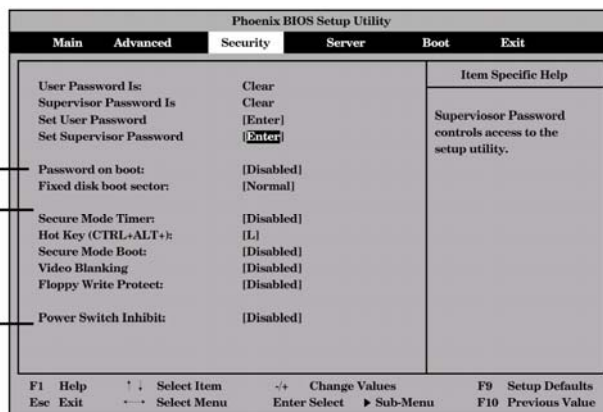 Phoenix BIOS Setup Utility
Main Advanced Security Server Boot Exit
User Password Is: Clear
Supervisor Password Is Clear
Set User Password [Enter]
Set Supervisor Password [Enter]
Password on boot: [Disabled]
Fixed disk boot sector: [Normal]
Secure Mode Timer: [Disabled]
Hot Key (CTRL+ALT+): [L]
Secure Mode Boot: [Disabled]
Video Blanking [Disabled]
Floppy Write Protect: [Disabled]
Power Switch Inhibit: [Disabled]
Item Specific Help
Superviosor Password
controls access to the
setup utility.
F1 Help ↑ ↓ Select Item -/+ Change Values F9 Setup Defaults
Esc Exit ←→ Select Menu Enter Select ▶ Sub-Menu F10 Previous Value